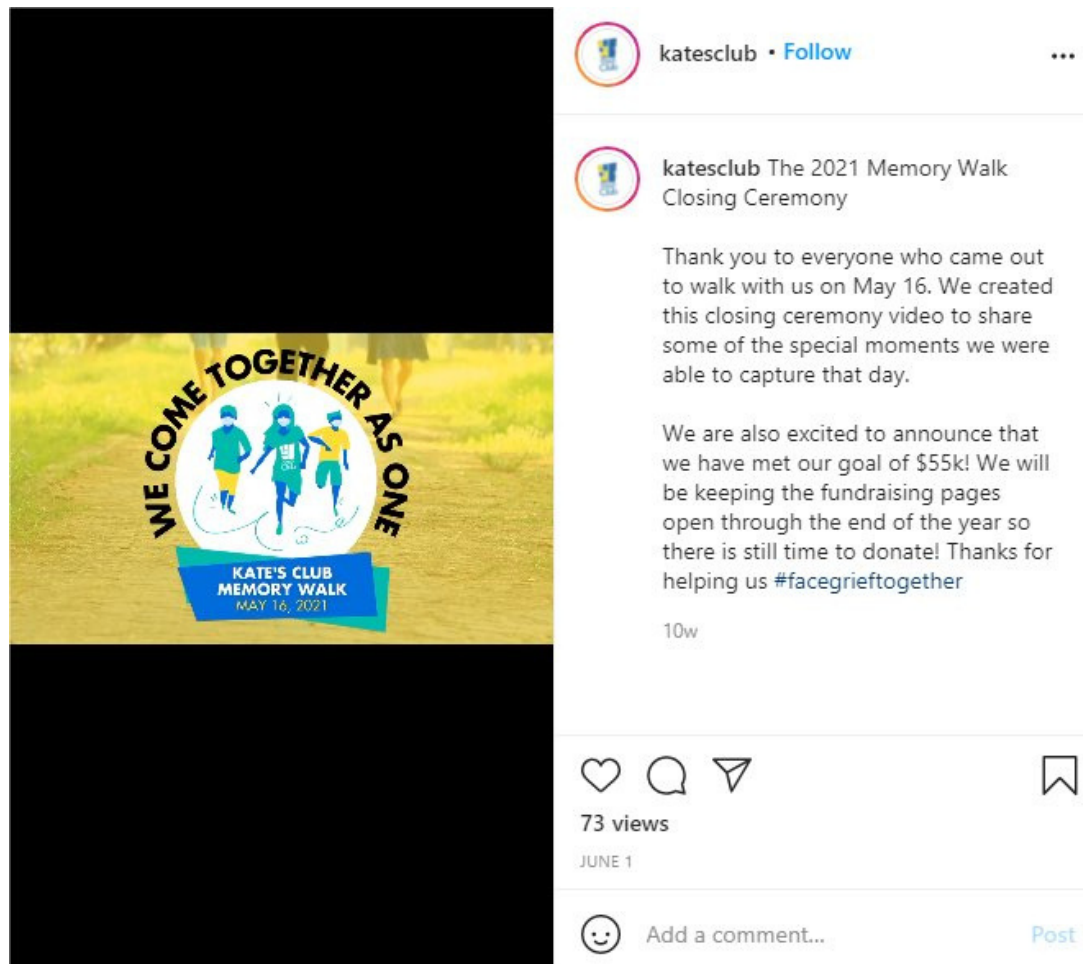 WE COME TOGETHER AS ONE
KATE'S CLUB
MEMORY WALK
MAY 16, 2021
katesclub • Follow
katesclub The 2021 Memory Walk
Closing Ceremony
Thank you to everyone who came out
to walk with us on May 16. We created
this closing ceremony video to share
some of the special moments we were
able to capture that day.
We are also excited to announce that
we have met our goal of $55k! We will
be keeping the fundraising pages
open through the end of the year so
there is still time to donate! Thanks for
helping us #facegrieftogether
10w
73 views
JUNE 1
Add a comment...
Post